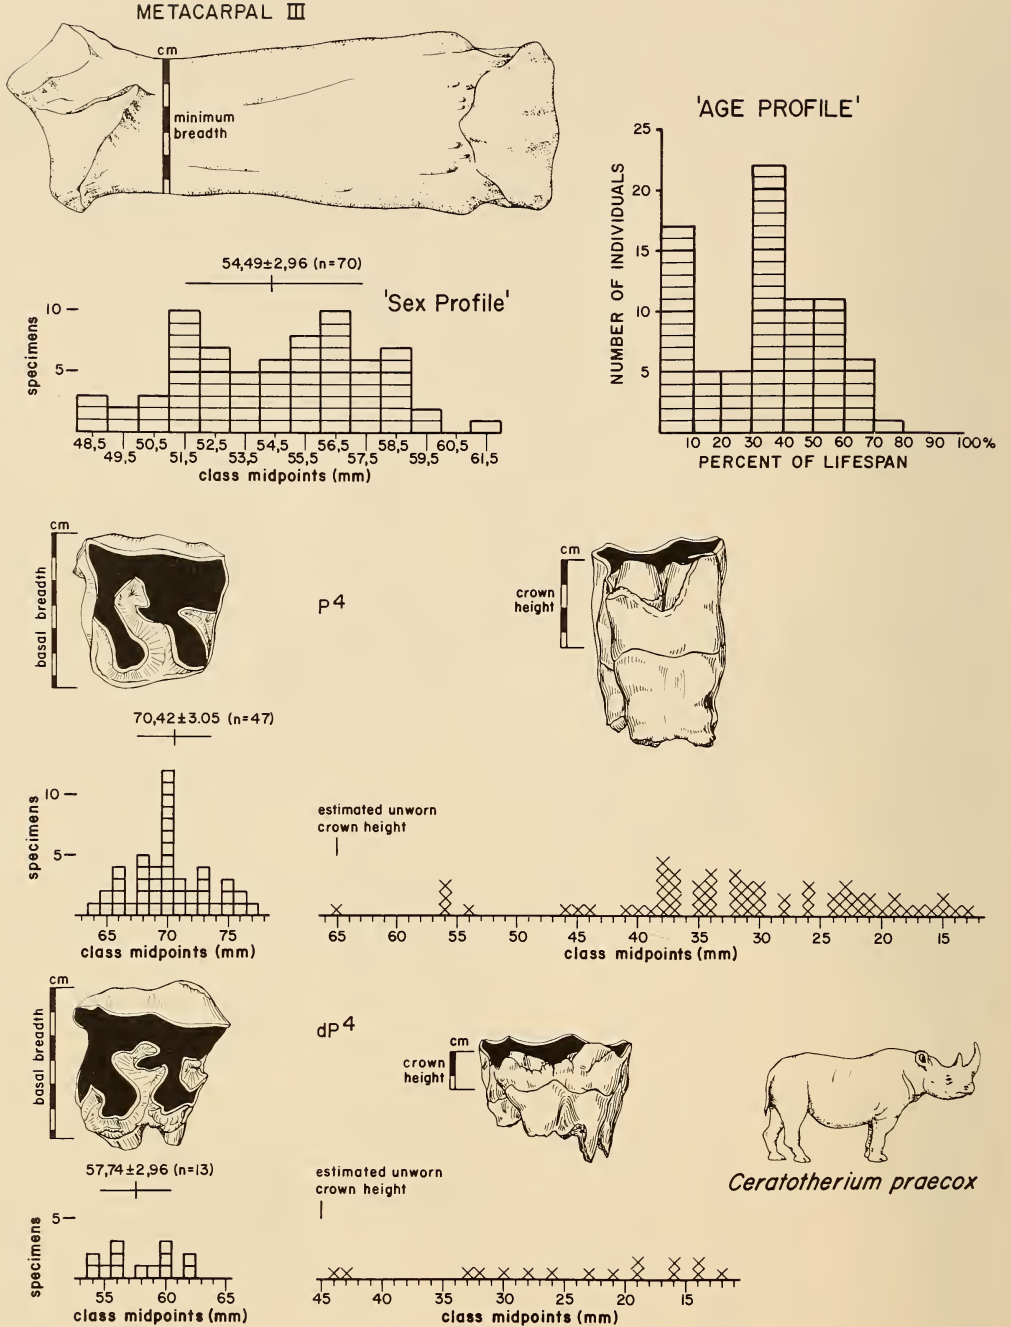 METACARPAL III
cm
minimum
breadth
'AGE PROFILE'
25
20
15
10
5
NUMBER OF INDIVIDUALS
10 20 30 40 50 60 70 80 90 100%
PERCENT OF LIFESPAN
54,49±2,96 (n=70)
'Sex Profile'
10
5
specimens
48,5 50,5 52,5 54,5 56,5 58,5 60,5
49,5 51,5 53,5 55,5 57,5 59,5 61,5
class midpoints (mm)
cm
basal breadth
P4
cm
crown
height
70,42±3.05 (n=47)
10
5
specimens
65 70 75
class midpoints (mm)
estimated unworn
crown height
65 60 55 50 45 40 35 30 25 20 15
class midpoints (mm)
cm
basal breadth
dP4
cm
crown
height
57,74±2,96 (n=13)
5
specimens
55 60 65
class midpoints (mm)
estimated unworn
crown height
45 40 35 30 25 20 15
class midpoints (mm)
Ceratotherium praecox